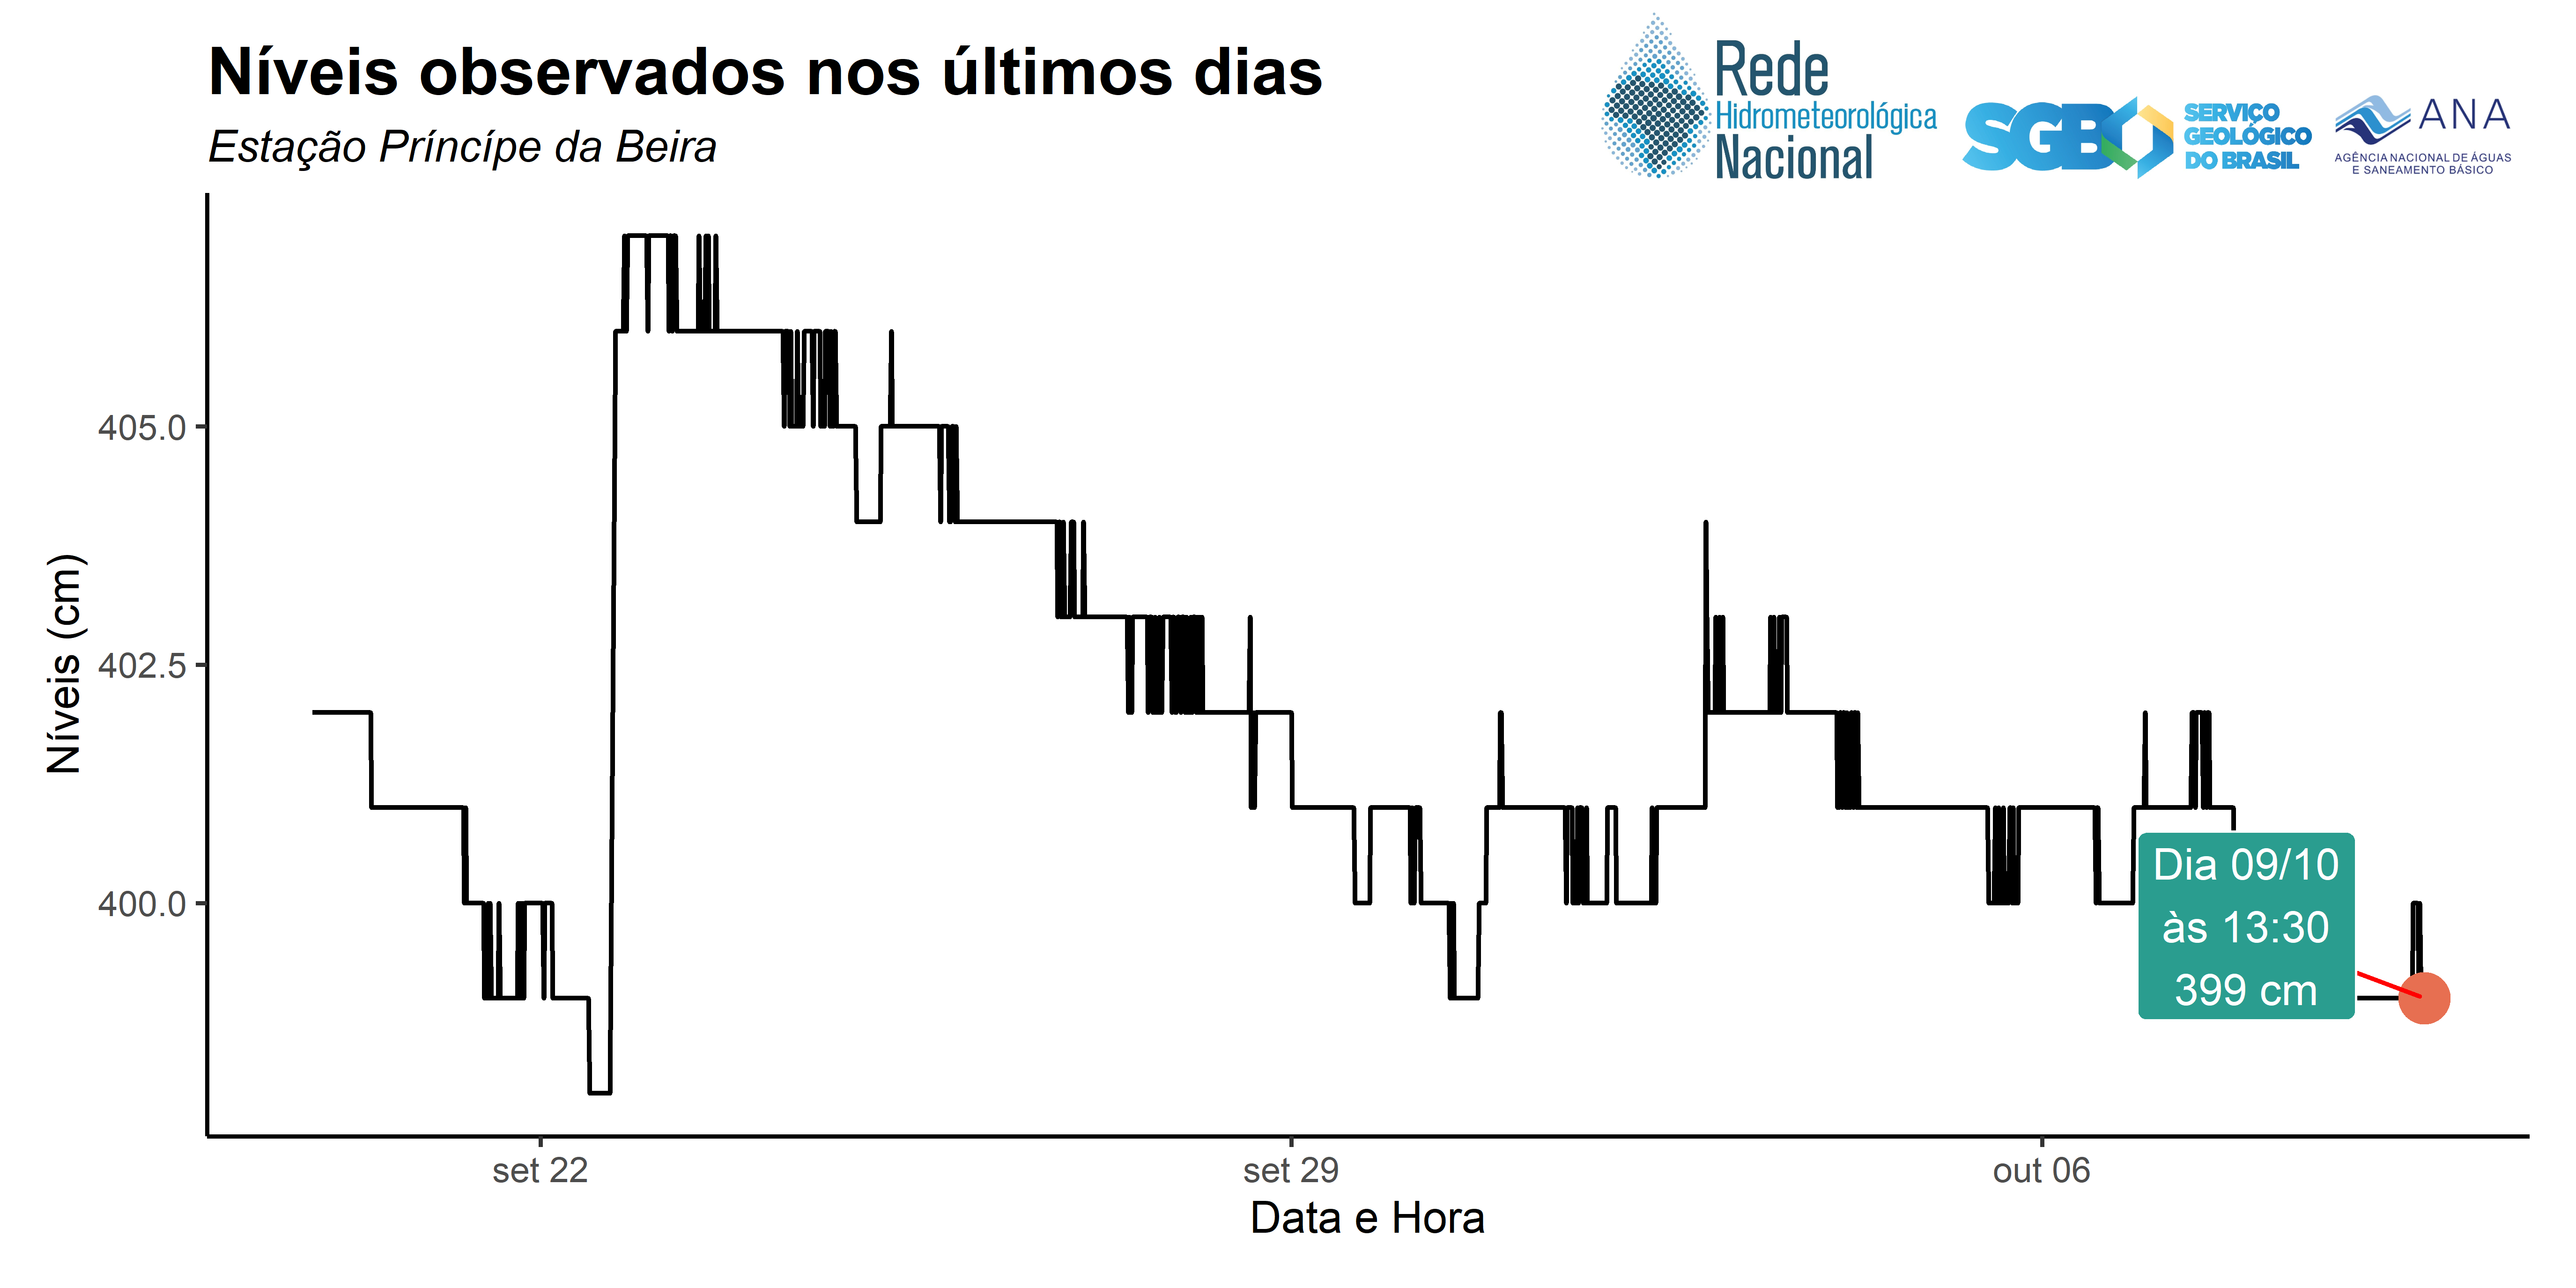 Níveis observados nos últimos dias
Estação Príncípe da Beira
Rede
Hidrometeorológica
Nacional
SGB
SERVIÇO
GEOLÓGICO
DO BRASIL
ANA
AGÊNCIA NACIONAL DE ÁGUAS
E SANEAMENTO BÁSICO
Níveis (cm)
405.0
402.5
400.0
Dia 09/10
às 13:30
399 cm
set 22
set 29
out 06
Data e Hora